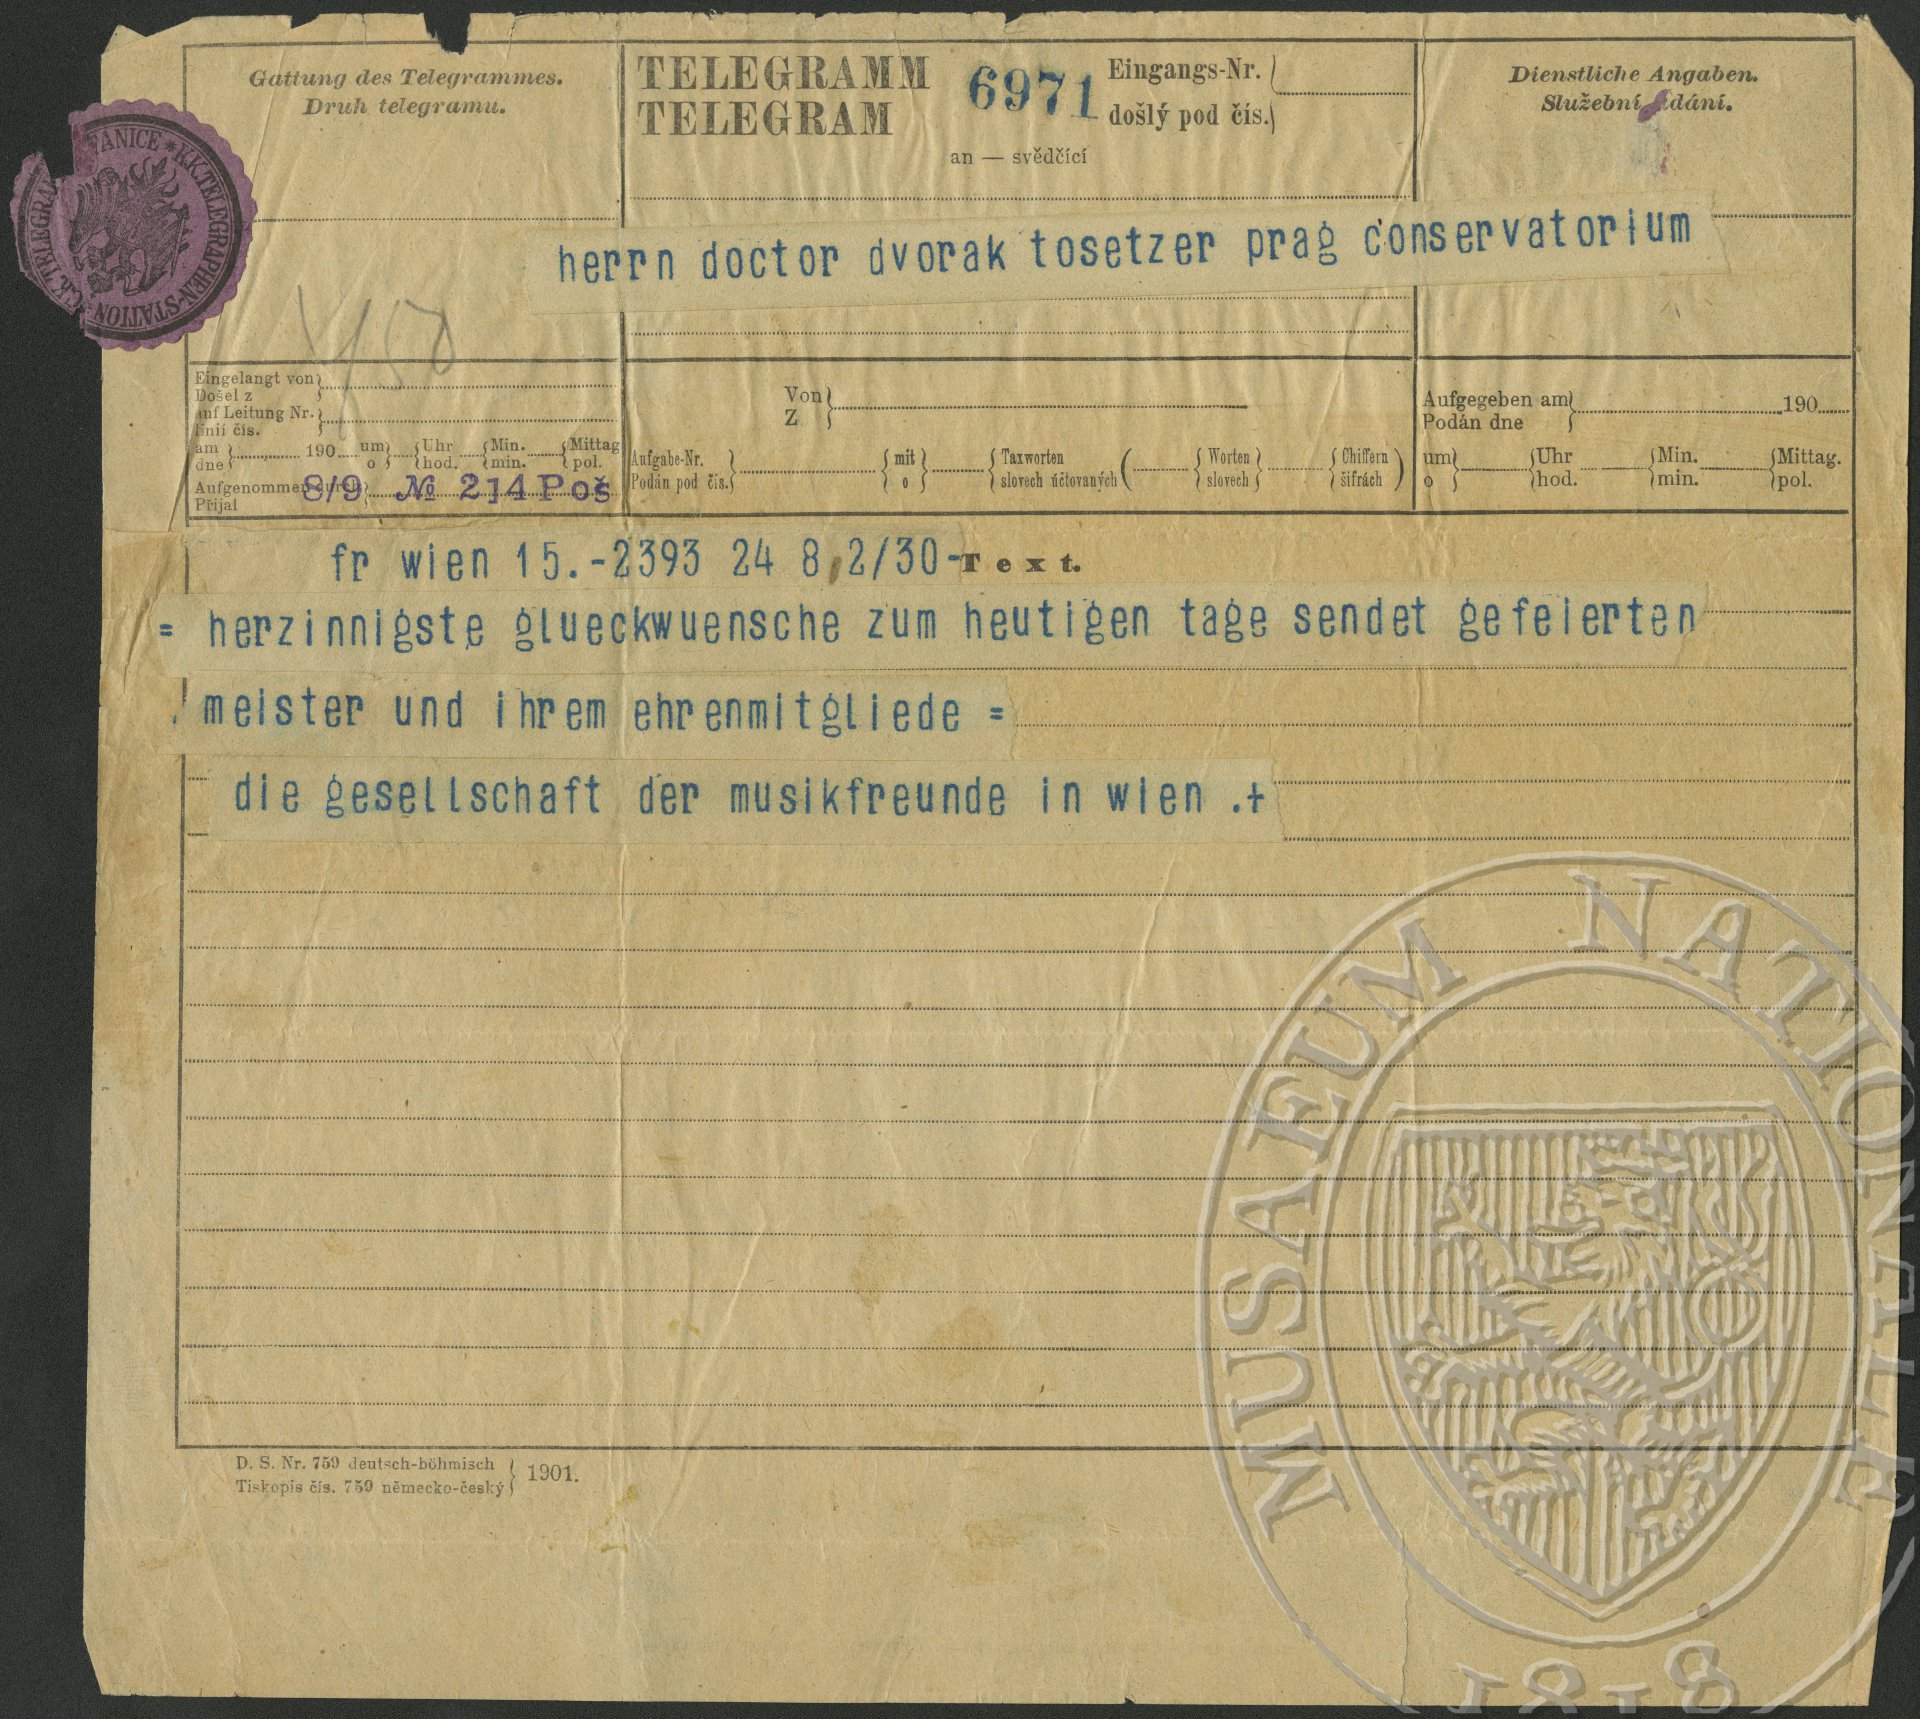 Gattung des Telegrammes.
Druh telegramu.
TELEGRAMM
TELEGRAM
6971
Eingangs-Nr.
došlý pod čís.
an — svědčící
Dienstliche Angaben.
Služební údání.
ANICE * K.K. TELEGRAPHEN-STATION * C.K. TELEGRA
herrn doctor dvorak tosetzer prag conservatorium
Eingelangt von
Došel z
auf Leitung Nr.
linií čís.
am 190 um Uhr Min. Mittag
dne o hod. min. pol.
Aufgenommen durch
Přijal
8/9 № 214 Poš
Von
Z
Aufgabe-Nr. mit Taxworten ( Worten Chiffern )
Podán pod čís. o slovech účtovaných slovech šifrách
Aufgegeben am 190
Podán dne
um Uhr Min. Mittag.
o hod. min. pol.
fr wien 15.-2393 24 8 2/30-
Text.
= herzinnigste glueckwuensche zum heutigen tage sendet gefeierten
meister und ihrem ehrenmitgliede =
die gesellschaft der musikfreunde in wien .+
D. S. Nr. 759 deutsch-böhmisch
Tiskopis čís. 759 německo-český
1901.
MUSAEUM NATIONALE
1818